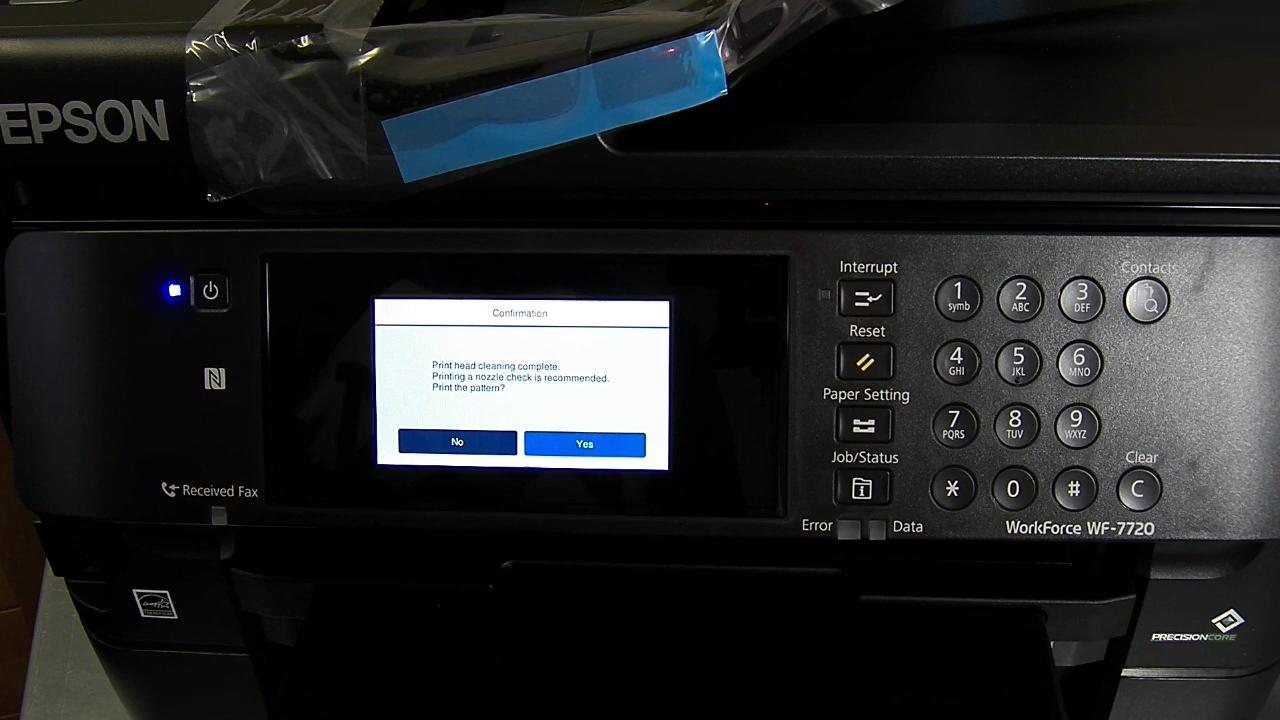 EPSON
Confirmation
Print head cleaning complete.
Printing a nozzle check is recommended.
Print the pattern?
No
Yes
Received Fax
Interrupt
Reset
Paper Setting
Job/Status
Error
Data
1
symb
2
ABC
3
DEF
Contacts
4
GHI
5
JKL
6
MNO
7
PQRS
8
TUV
9
WXYZ
Clear
*
0
#
C
WorkForce WF-7720
PRECISIONCORE